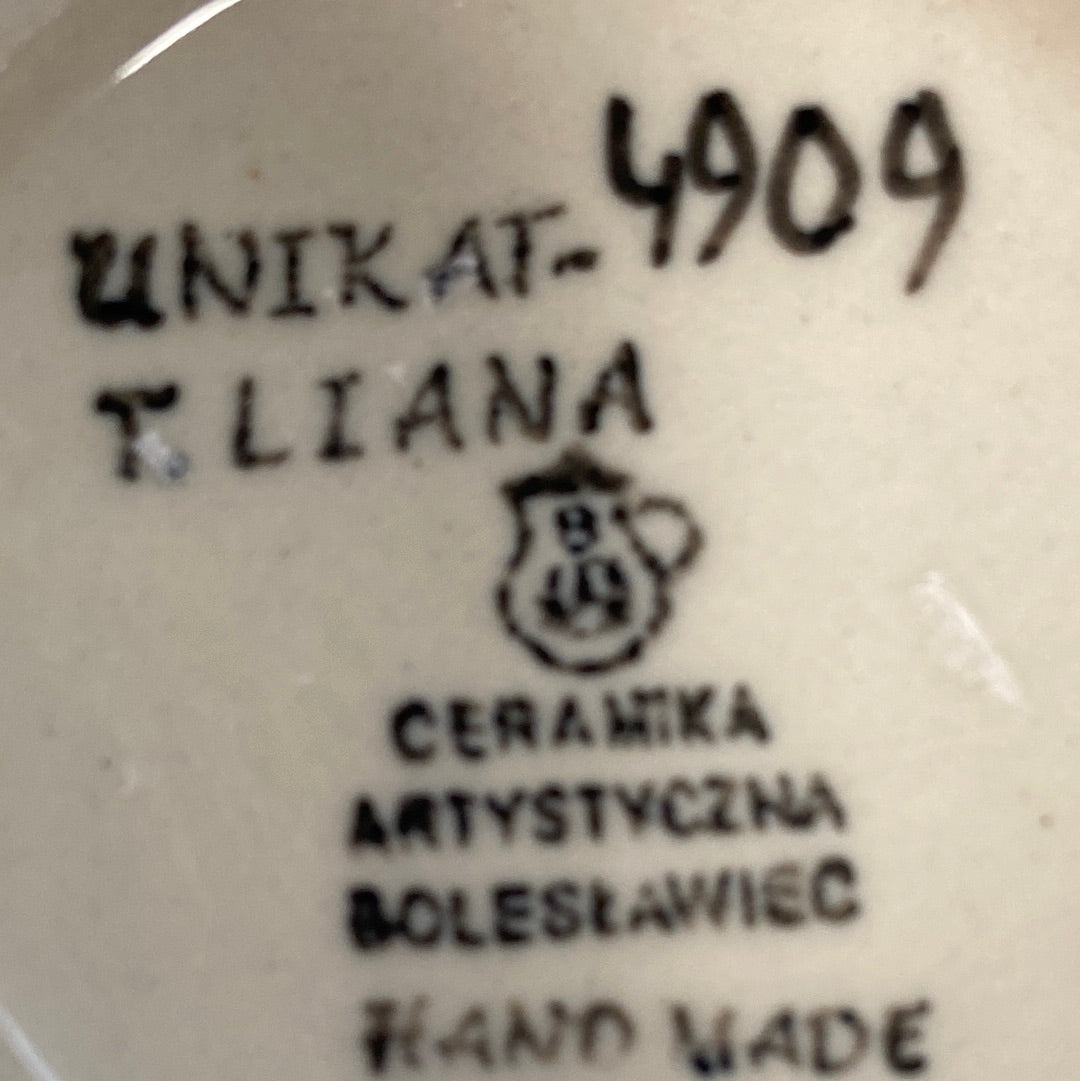 UNIKAT-4909
T. LIANA
B
CERAMIKA
ARTYSTYCZNA
BOLESŁAWIEC
HAND MADE